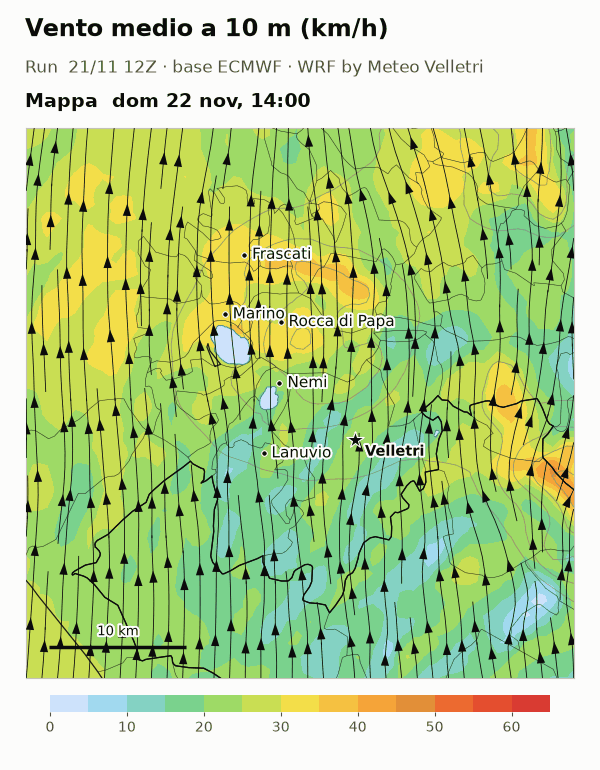 Vento medio a 10 m (km/h)
Run 21/11 12Z · base ECMWF · WRF by Meteo Velletri
Mappa dom 22 nov, 14:00
Frascati
Marino
Rocca di Papa
Nemi
Velletri
Lanuvio
10 km
0 10 20 30 40 50 60